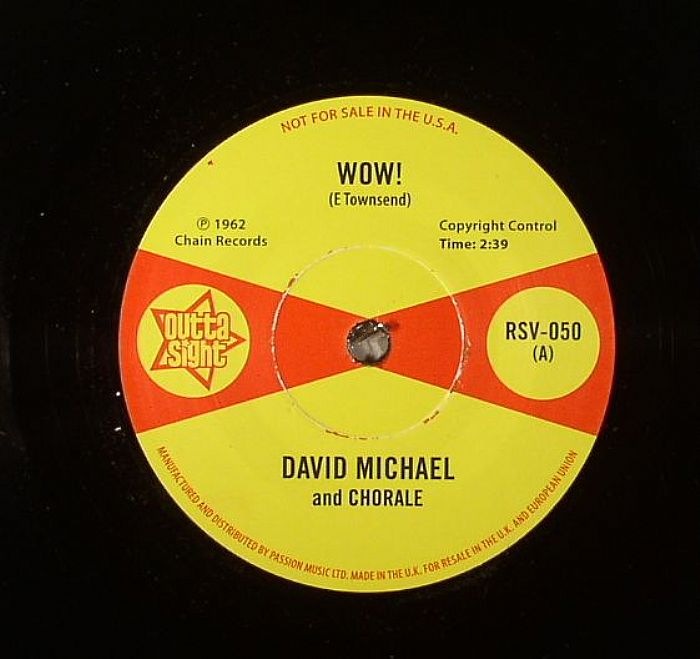 NOT FOR SALE IN THE U.S.A.
WOW!
(E Townsend)
℗ 1962
Chain Records
Copyright Control
Time: 2:39
outta
sight
RSV-050
(A)
DAVID MICHAEL
and CHORALE
MANUFACTURED AND DISTRIBUTED BY PASSION MUSIC LTD. MADE IN THE U.K. FOR RESALE IN THE U.K. AND EUROPEAN UNION